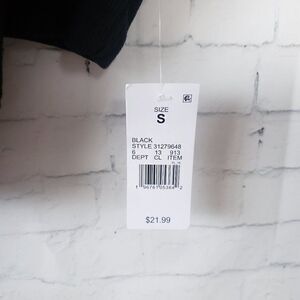 SIZE
S
BLACK
STYLE 31279648
6 13 913
DEPT CL ITEM
$21.99